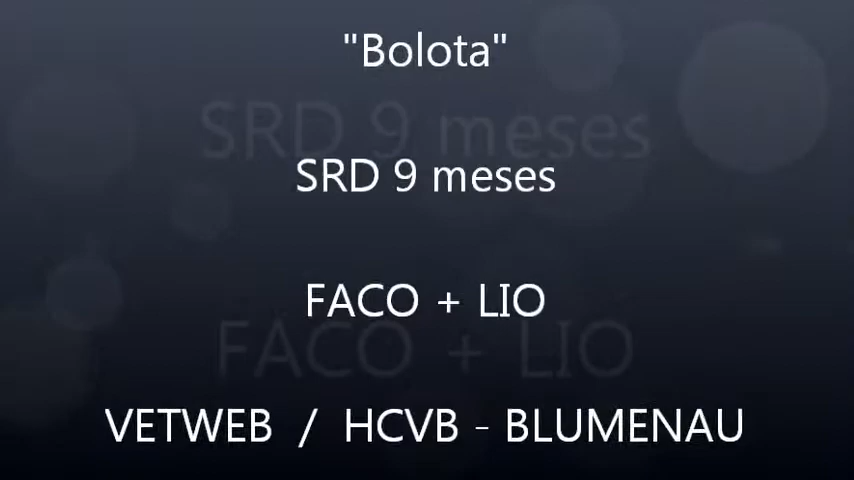 "Bolota"
SRD 9 meses
FACO + LIO
VETWEB / HCVB - BLUMENAU